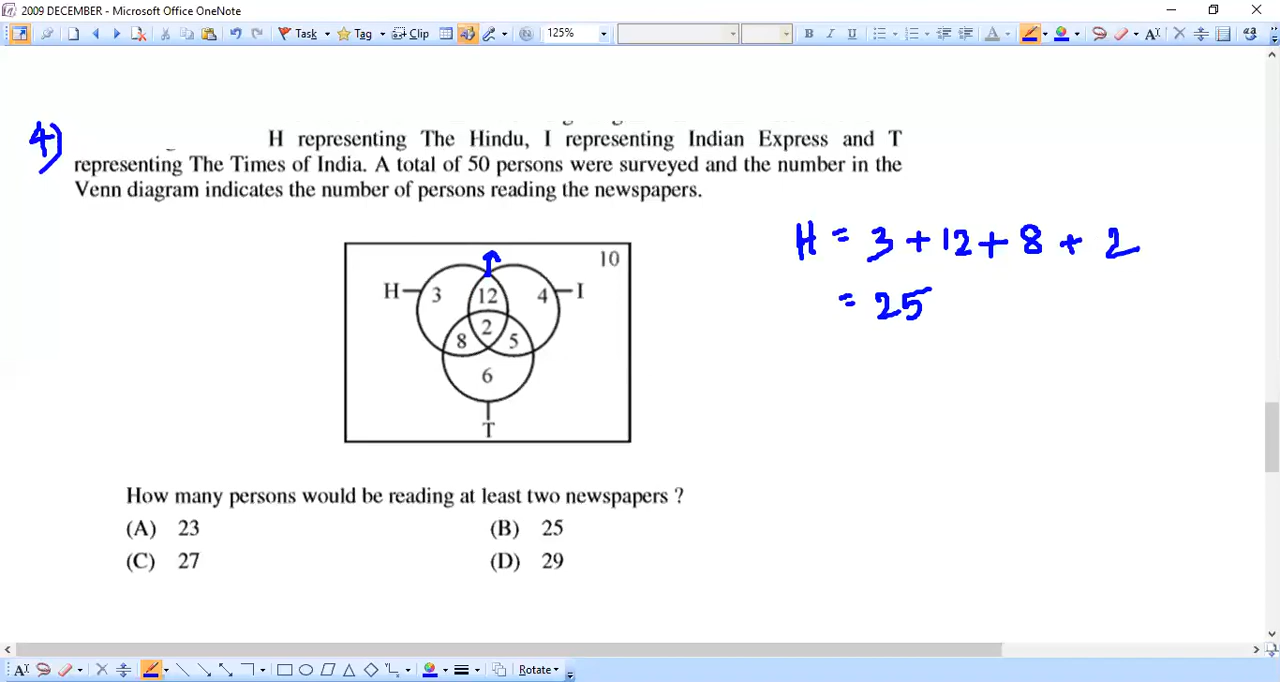 2009 DECEMBER - Microsoft Office OneNote
Task Tag Clip 125% B I U A
4)
H representing The Hindu, I representing Indian Express and T
representing The Times of India. A total of 50 persons were surveyed and the number in the
Venn diagram indicates the number of persons reading the newspapers.
H = 3 + 12 + 8 + 2
= 25
10
H 3 12 4 I
8 2 5
6
T
How many persons would be reading at least two newspapers ?
(A) 23 (B) 25
(C) 27 (D) 29
Rotate